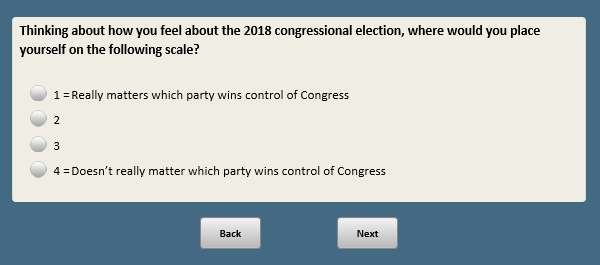 Thinking about how you feel about the 2018 congressional election, where would you place
yourself on the following scale?
1 = Really matters which party wins control of Congress
2
3
4 = Doesn’t really matter which party wins control of Congress
Back Next